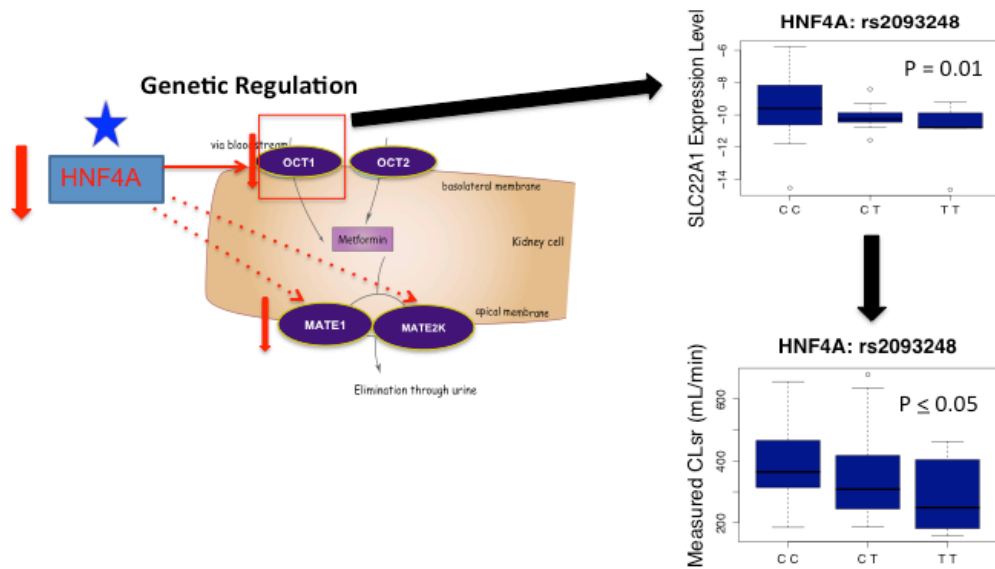 Genetic Regulation
HNF4A
via bloodstream
OCT1
OCT2
basolateral membrane
Metformin
Kidney cell
apical membrane
MATE1
MATE2K
Elimination through urine
HNF4A: rs2093248
P = 0.01
SLC22A1 Expression Level
-6
-8
-10
-12
-14
C C
C T
T T
HNF4A: rs2093248
P ≤ 0.05
Measured CLsr (mL/min)
600
400
200
C C
C T
T T